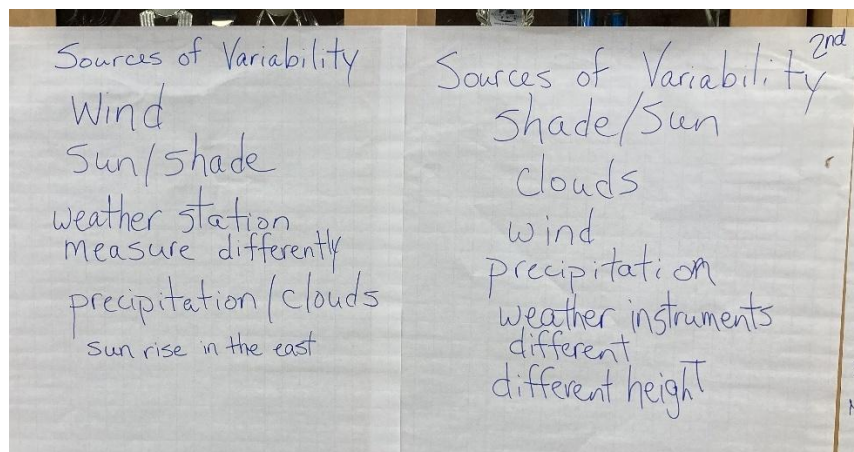 Sources of Variability
Wind
Sun/Shade
weather station
measure differently
precipitation/clouds
sun rise in the east
2nd
Sources of Variability
Shade/Sun
clouds
wind
precipitation
weather instruments
different
different height